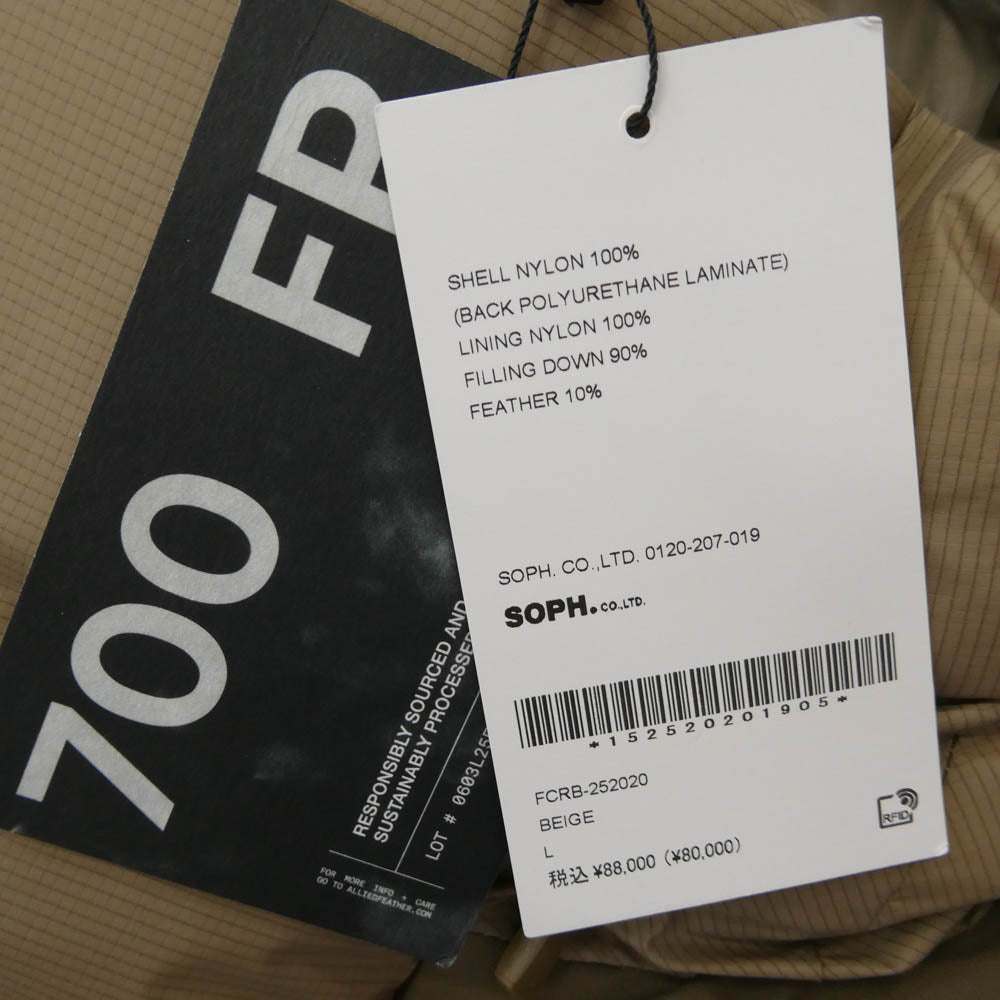 700 FP
RESPONSIBLY SOURCED AND
SUSTAINABLY PROCESSED
LOT # 0603L255
FOR MORE INFO + CARE
GO TO ALLIEDFEATHER.COM
SHELL NYLON 100%
(BACK POLYURETHANE LAMINATE)
LINING NYLON 100%
FILLING DOWN 90%
FEATHER 10%
SOPH. CO.,LTD. 0120-207-019
SOPH. CO.,LTD.
*152520201905*
FCRB-252020
BEIGE
L
税込 ¥88,000 (¥80,000)
RFID